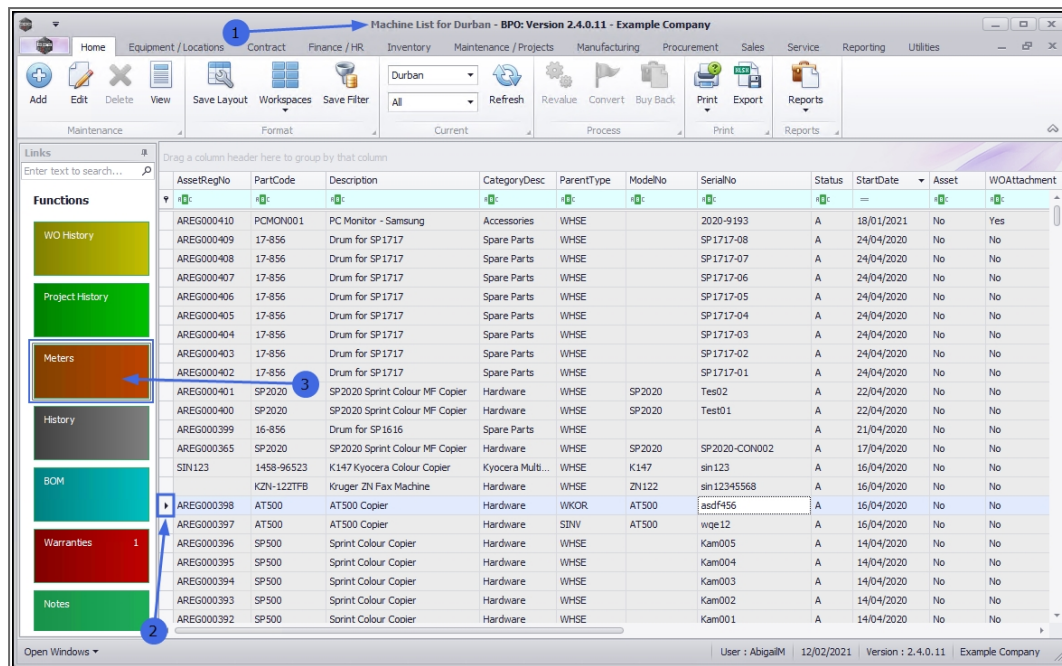 Machine List for Durban - BPO: Version 2.4.0.11 - Example Company
1
Home Equipment / Locations Contract Finance / HR Inventory Maintenance / Projects Manufacturing Procurement Sales Service Reporting Utilities
Add Edit Delete View Save Layout Workspaces Save Filter Durban All Refresh Revalue Convert Buy Back Print Export Reports
Maintenance Format Current Process Print Reports
Links
Enter text to search...
Drag a column header here to group by that column
Functions
WO History
Project History
Meters
3
History
BOM
Warranties 1
Notes
2
AssetRegNo PartCode Description CategoryDesc ParentType ModelNo SerialNo Status StartDate Asset WOAttachment
AREG000410 PCMON001 PC Monitor - Samsung Accessories WHSE 2020-9193 A 18/01/2021 No Yes
AREG000409 17-856 Drum for SP1717 Spare Parts WHSE SP1717-08 A 24/04/2020 No No
AREG000408 17-856 Drum for SP1717 Spare Parts WHSE SP1717-07 A 24/04/2020 No No
AREG000407 17-856 Drum for SP1717 Spare Parts WHSE SP1717-06 A 24/04/2020 No No
AREG000406 17-856 Drum for SP1717 Spare Parts WHSE SP1717-05 A 24/04/2020 No No
AREG000405 17-856 Drum for SP1717 Spare Parts WHSE SP1717-04 A 24/04/2020 No No
AREG000404 17-856 Drum for SP1717 Spare Parts WHSE SP1717-03 A 24/04/2020 No No
AREG000403 17-856 Drum for SP1717 Spare Parts WHSE SP1717-02 A 24/04/2020 No No
AREG000402 17-856 Drum for SP1717 Spare Parts WHSE SP1717-01 A 24/04/2020 No No
AREG000401 SP2020 SP2020 Sprint Colour MF Copier Hardware WHSE SP2020 Tes02 A 22/04/2020 No No
AREG000400 SP2020 SP2020 Sprint Colour MF Copier Hardware WHSE SP2020 Test01 A 22/04/2020 No No
AREG000399 16-856 Drum for SP1616 Spare Parts WHSE A 21/04/2020 No No
AREG000365 SP2020 SP2020 Sprint Colour MF Copier Hardware WHSE SP2020 SP2020-CON002 A 17/04/2020 No No
SIN123 1458-96523 K147 Kyocera Colour Copier Kyocera Multi... WHSE K147 sin123 A 16/04/2020 No No
KZN-122TFB Kruger ZN Fax Machine Hardware WHSE ZN122 sin12345568 A 16/04/2020 No No
AREG000398 AT500 AT500 Copier Hardware WKOR AT500 asdf456 A 16/04/2020 No No
AREG000397 AT500 AT500 Copier Hardware SINV AT500 wqe12 A 16/04/2020 No No
AREG000396 SP500 Sprint Colour Copier Hardware WHSE Kam005 A 14/04/2020 No No
AREG000395 SP500 Sprint Colour Copier Hardware WHSE Kam004 A 14/04/2020 No No
AREG000394 SP500 Sprint Colour Copier Hardware WHSE Kam003 A 14/04/2020 No No
AREG000393 SP500 Sprint Colour Copier Hardware WHSE Kam002 A 14/04/2020 No No
AREG000392 SP500 Sprint Colour Copier Hardware WHSE Kam001 A 14/04/2020 No No
Open Windows User : AbigailM 12/02/2021 Version : 2.4.0.11 Example Company